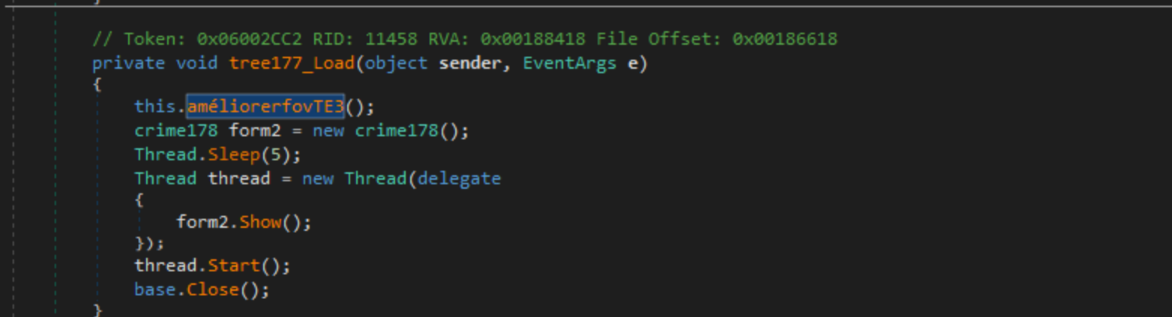 // Token: 0x06002CC2 RID: 11458 RVA: 0x00188418 File Offset: 0x00186618
private void tree177_Load(object sender, EventArgs e)
{
this.améliorerfovTE3();
crime178 form2 = new crime178();
Thread.Sleep(5);
Thread thread = new Thread(delegate
{
form2.Show();
});
thread.Start();
base.Close();
}